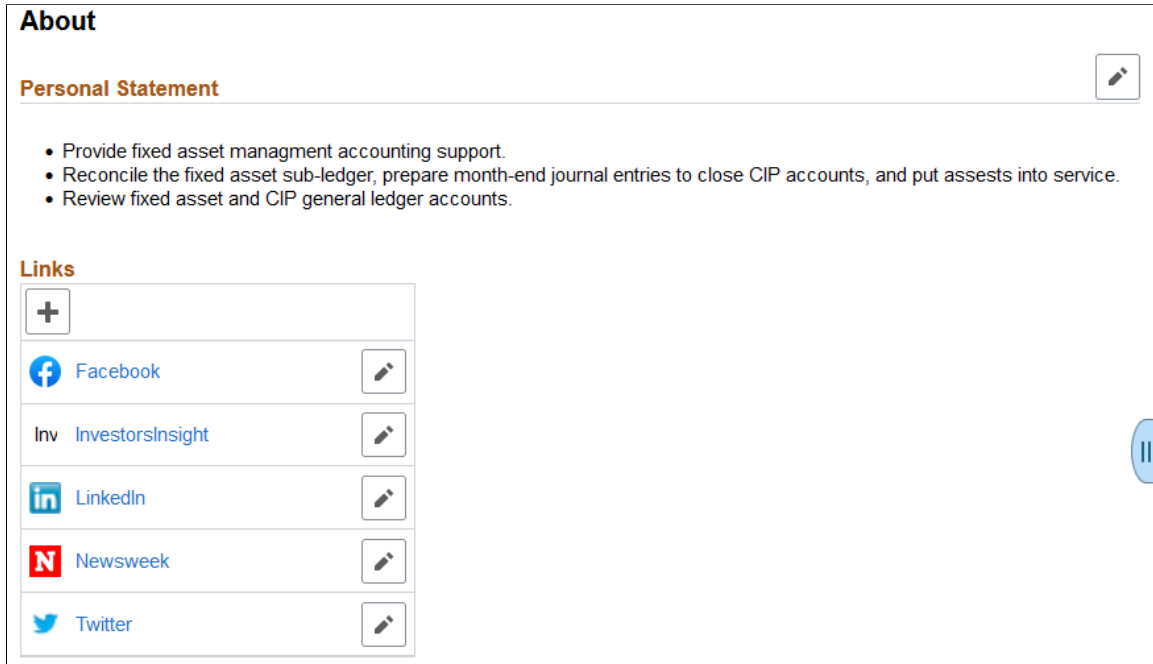 About
Personal Statement
• Provide fixed asset managment accounting support.
• Reconcile the fixed asset sub-ledger, prepare month-end journal entries to close CIP accounts, and put assests into service.
• Review fixed asset and CIP general ledger accounts.
Links
Facebook
Inv InvestorsInsight
in LinkedIn
N Newsweek
Twitter